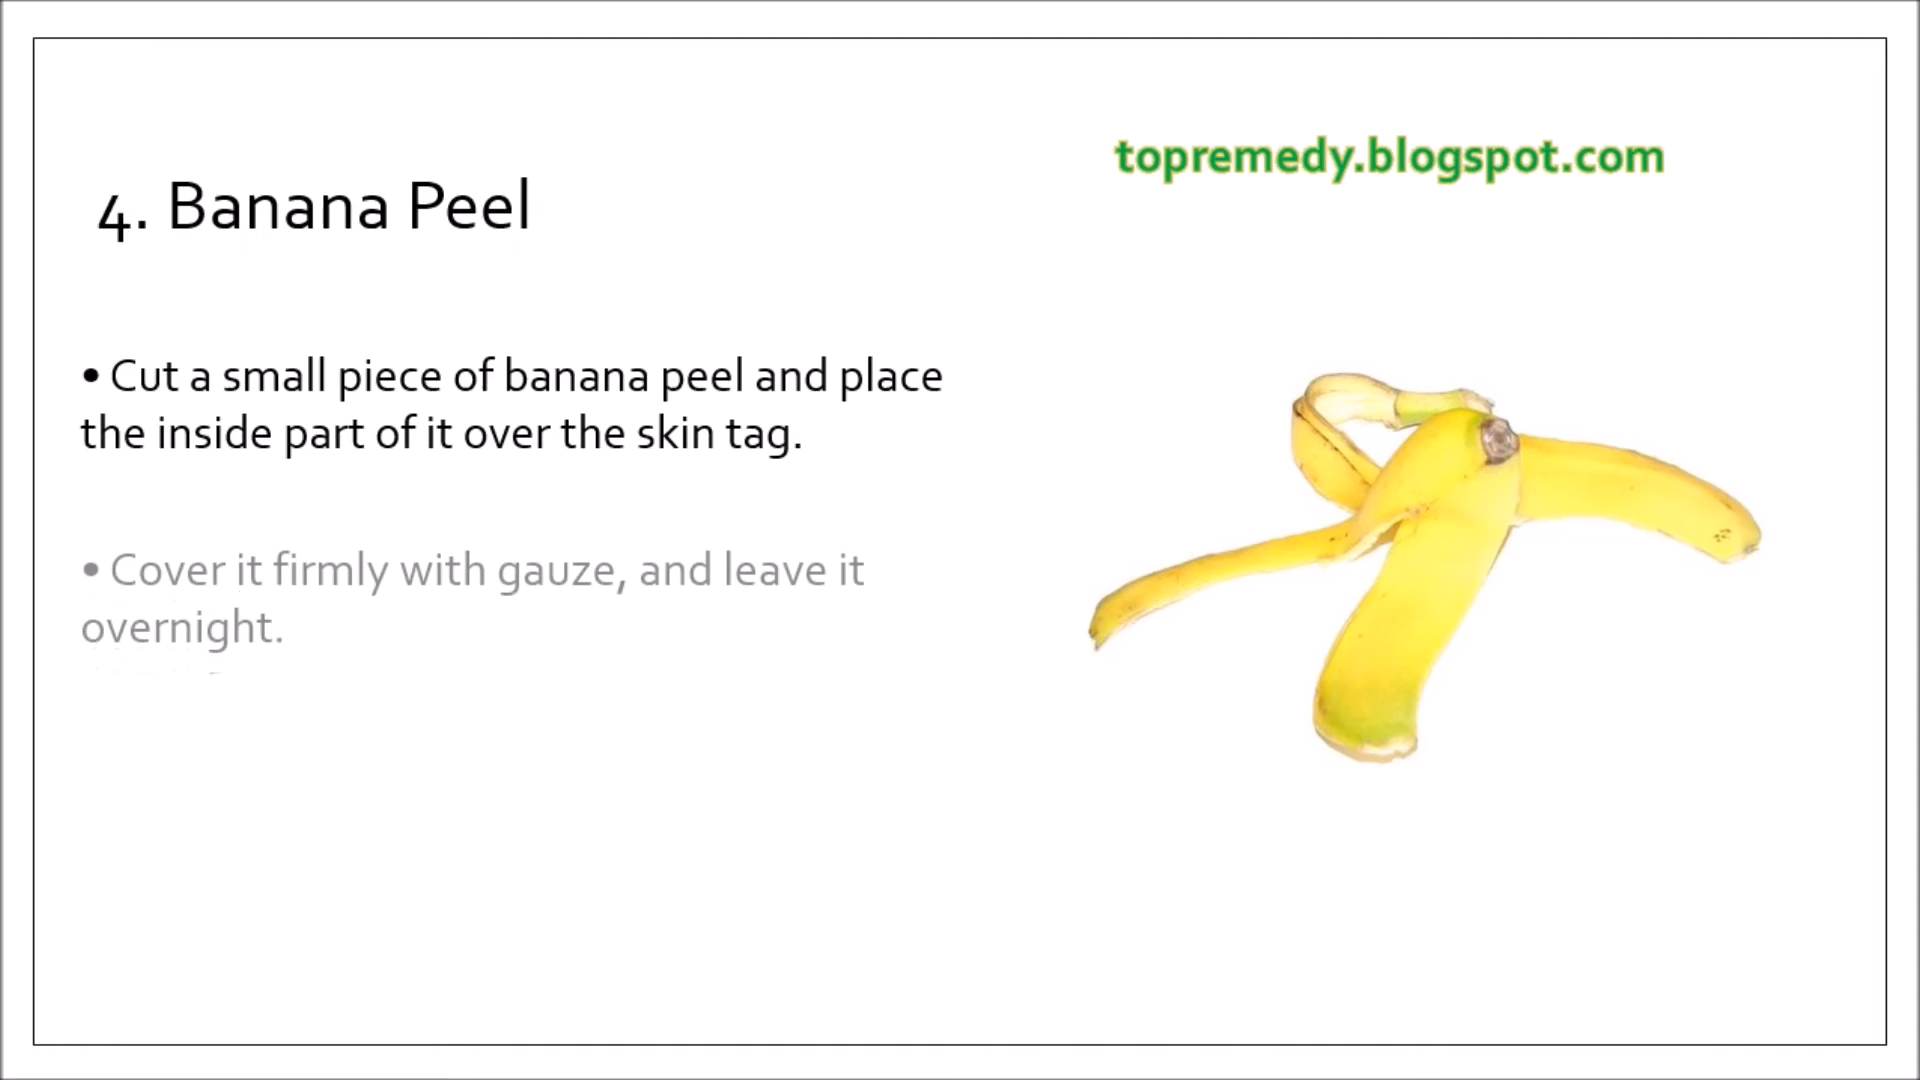 topremedy.blogspot.com
4. Banana Peel
• Cut a small piece of banana peel and place
the inside part of it over the skin tag.
• Cover it firmly with gauze, and leave it
overnight.